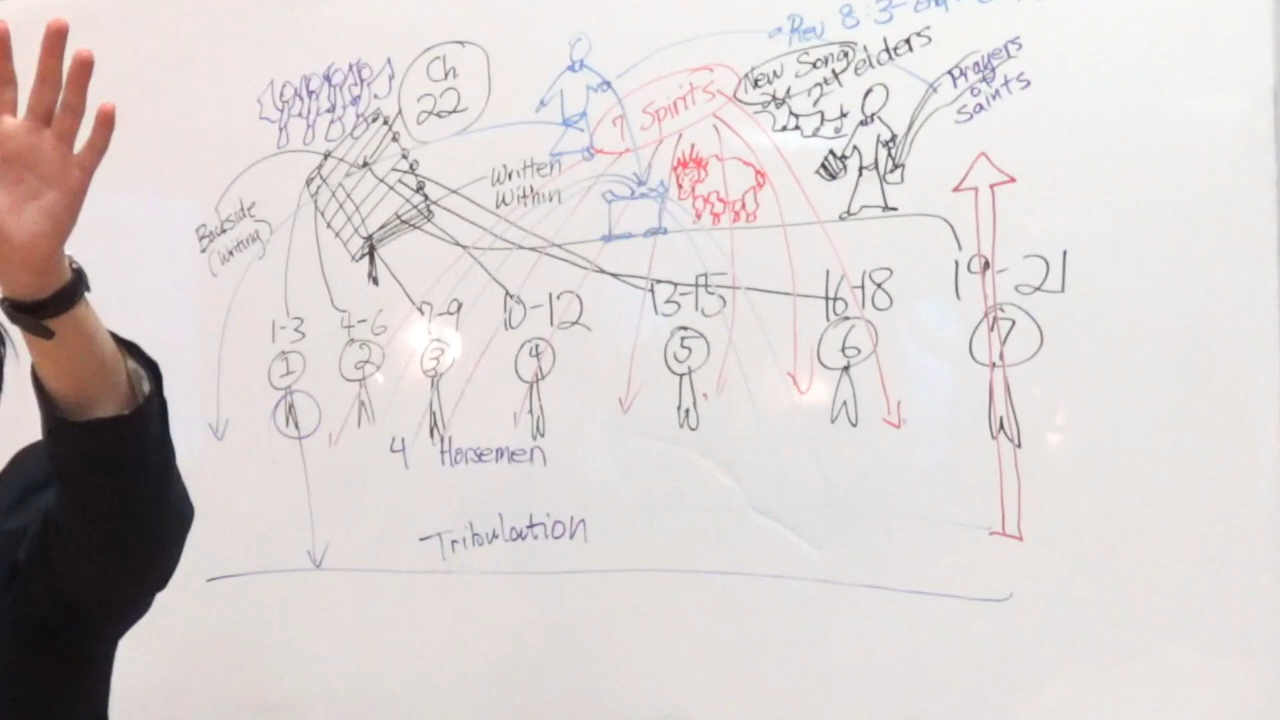 Rev 8:3-
Ch
22
New Song
elders
Prayers
of
Saints
7 Spirits
Written
Within
Backside
(Writing)
1-3
4-6
7-9
10-12
13-15
16-18
19-21
1
2
3
4
5
6
7
4 Horsemen
Tribulation